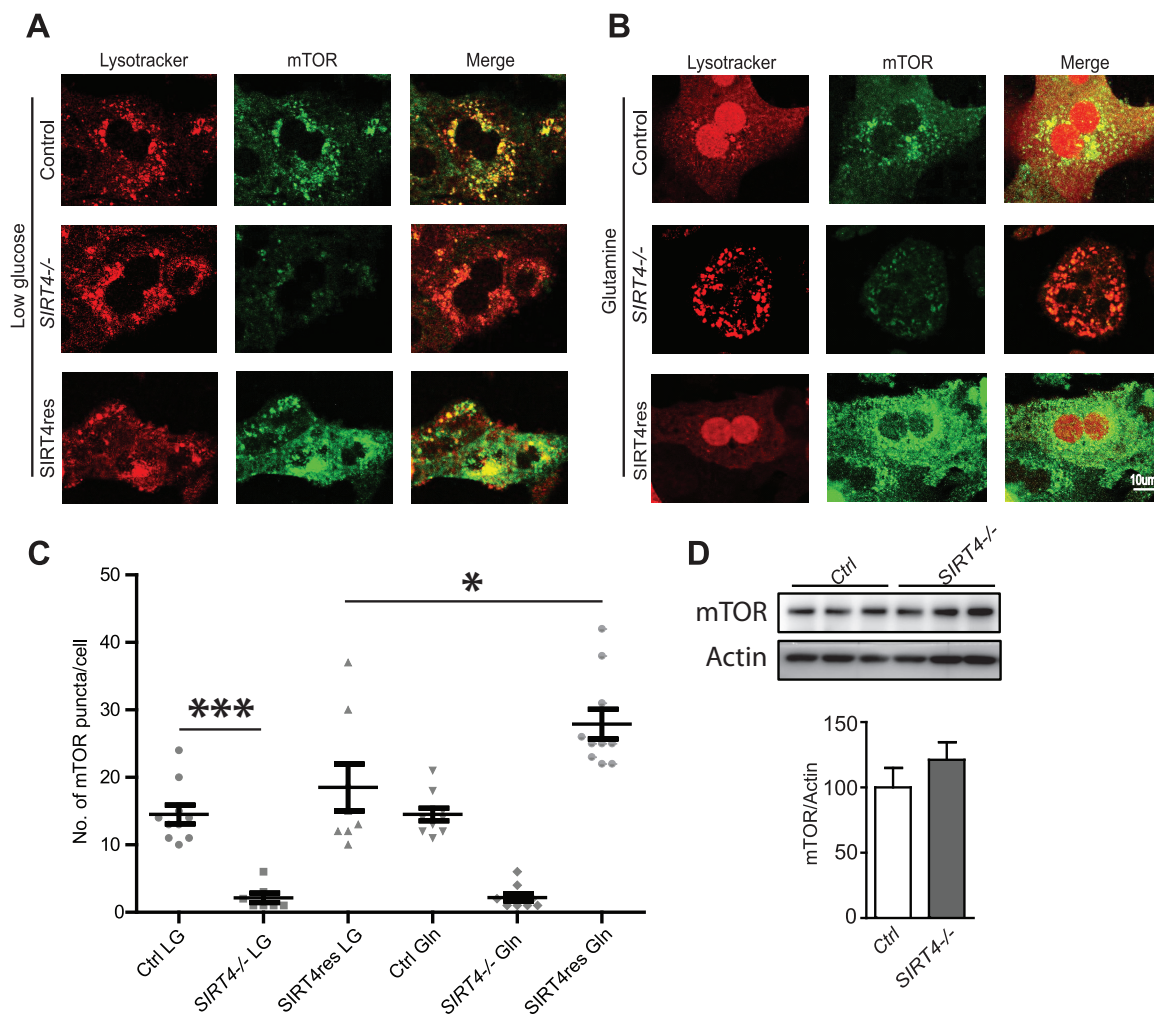 A
Lysotracker mTOR Merge
Low glucose
Control
SIRT4-/-
SIRT4res
B
Lysotracker mTOR Merge
Glutamine
Control
SIRT4-/-
SIRT4res
10um
C
No. of mTOR puncta/cell
50
40
30
20
10
0
***
*
Ctrl LG
SIRT4-/- LG
SIRT4res LG
Ctrl Gln
SIRT4-/- Gln
SIRT4res Gln
D
Ctrl SIRT4-/-
mTOR
Actin
mTOR/Actin
150
100
50
0
Ctrl
SIRT4-/-